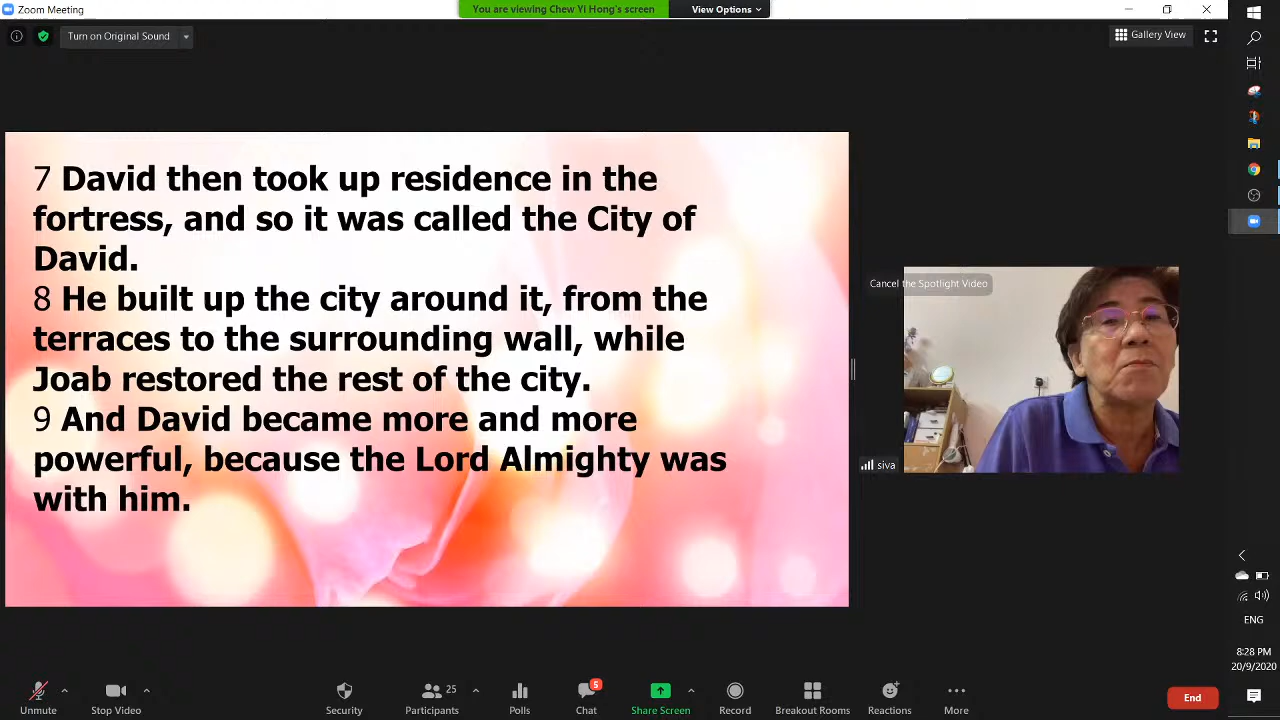 Zoom Meeting
You are viewing Chew Yi Hong's screen
View Options
Turn on Original Sound
Gallery View
7 David then took up residence in the
fortress, and so it was called the City of
David.
8 He built up the city around it, from the
terraces to the surrounding wall, while
Joab restored the rest of the city.
9 And David became more and more
powerful, because the Lord Almighty was
with him.
Cancel the Spotlight Video
siva
ENG
8:28 PM
20/9/2020
Unmute
Stop Video
Security
Participants
25
Polls
Chat
5
Share Screen
Record
Breakout Rooms
Reactions
More
End